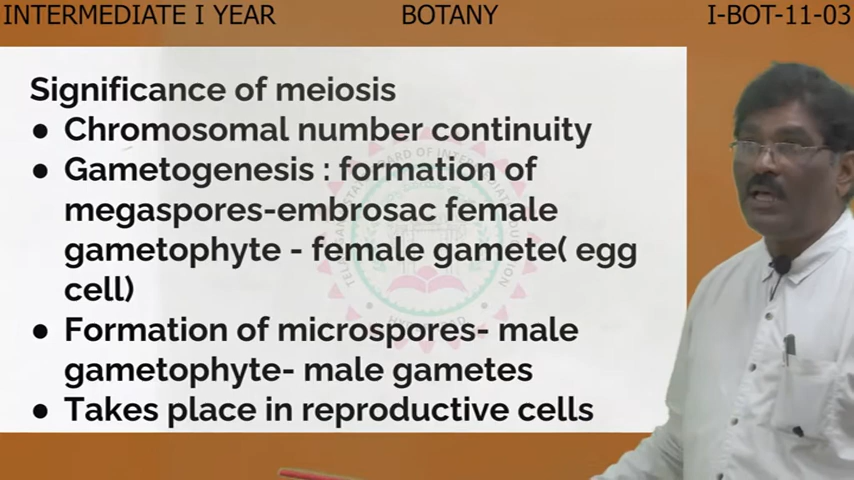 INTERMEDIATE I YEAR BOTANY I-BOT-11-03
Significance of meiosis
● Chromosomal number continuity
● Gametogenesis : formation of
megaspores-embrosac female
gametophyte - female gamete( egg
cell)
● Formation of microspores- male
gametophyte- male gametes
● Takes place in reproductive cells